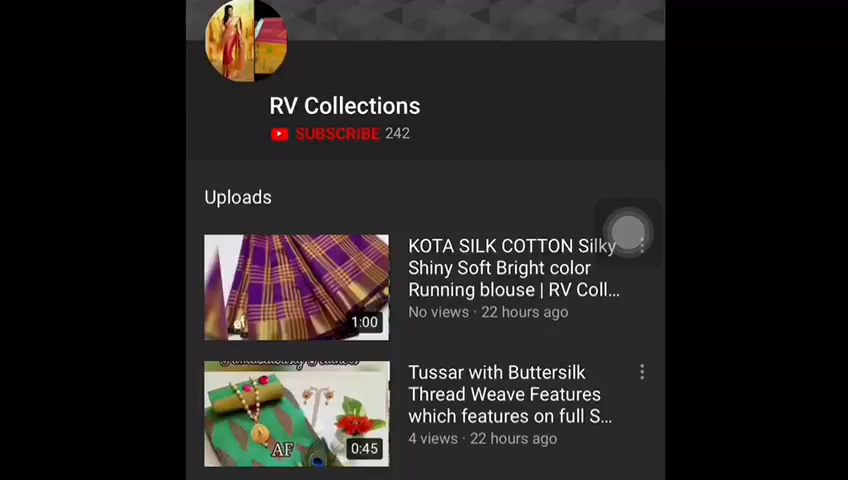 RV Collections
SUBSCRIBE 242
Uploads
KOTA SILK COTTON Silky
Shiny Soft Bright color
Running blouse | RV Coll...
No views · 22 hours ago
1:00
Tussar with Buttersilk
Thread Weave Features
which features on full S...
4 views · 22 hours ago
AF
0:45